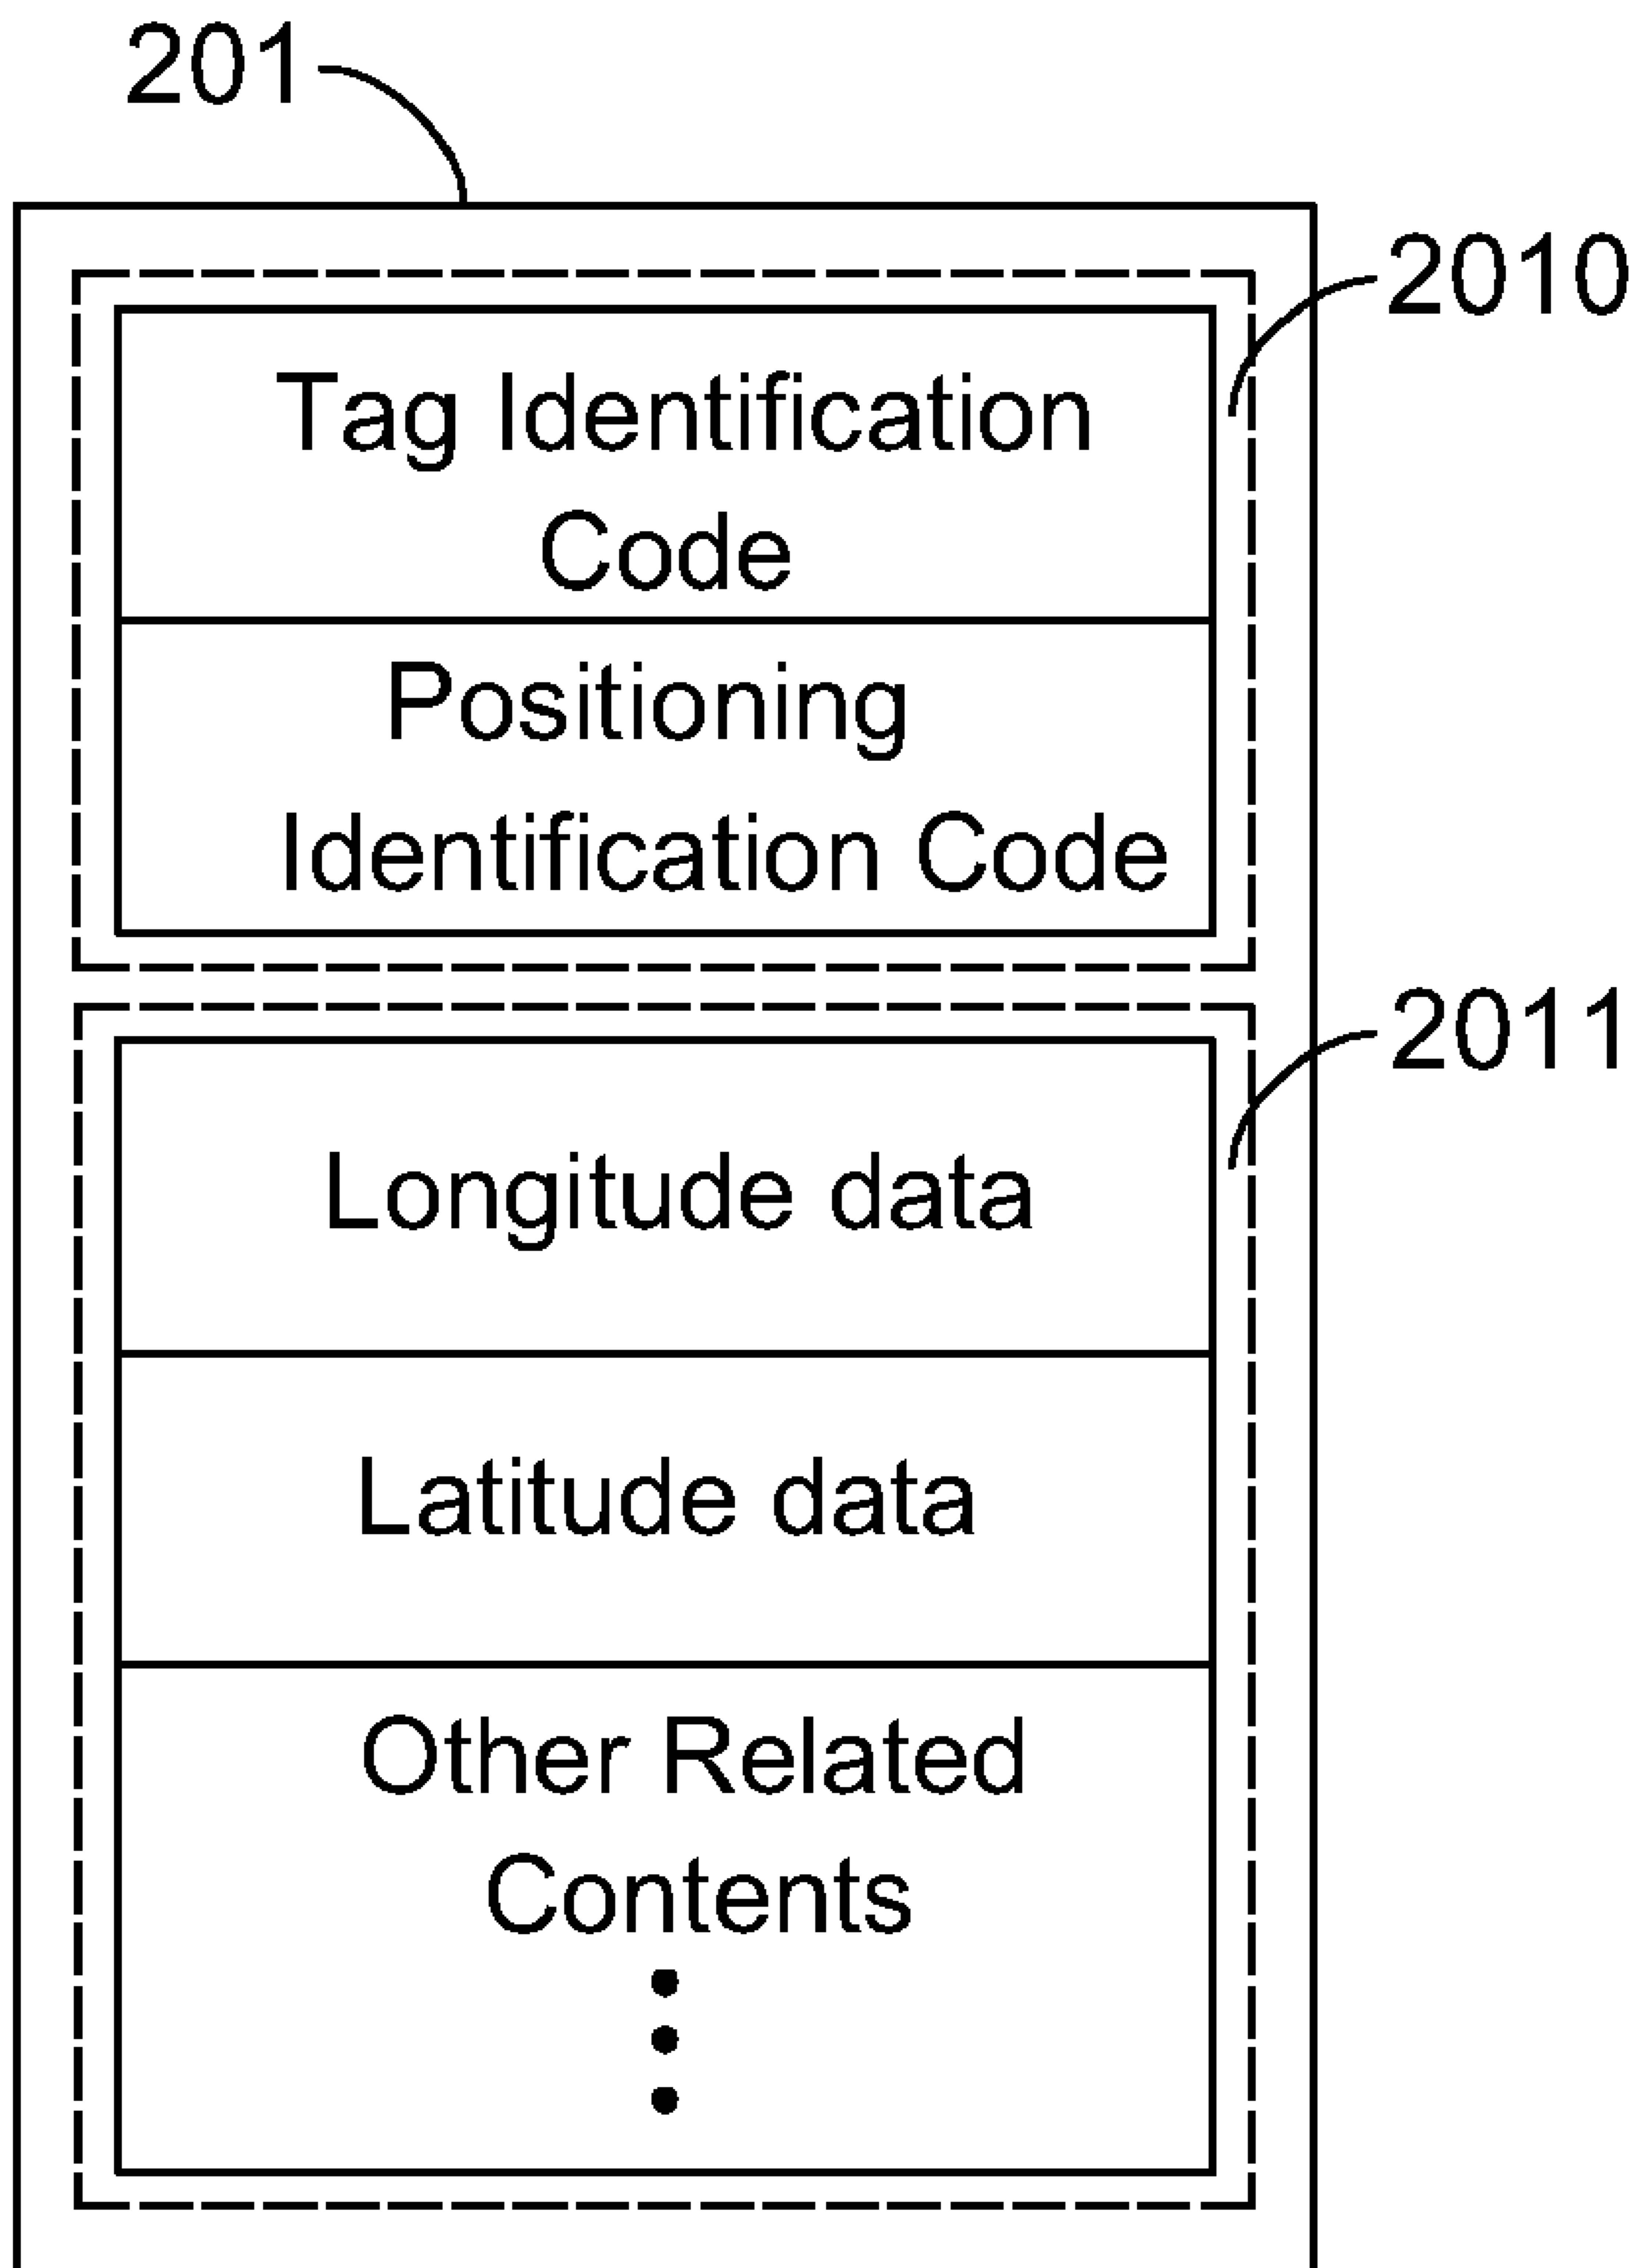 201
2010
Tag Identification
Code
Positioning
Identification Code
2011
Longitude data
Latitude data
Other Related
Contents